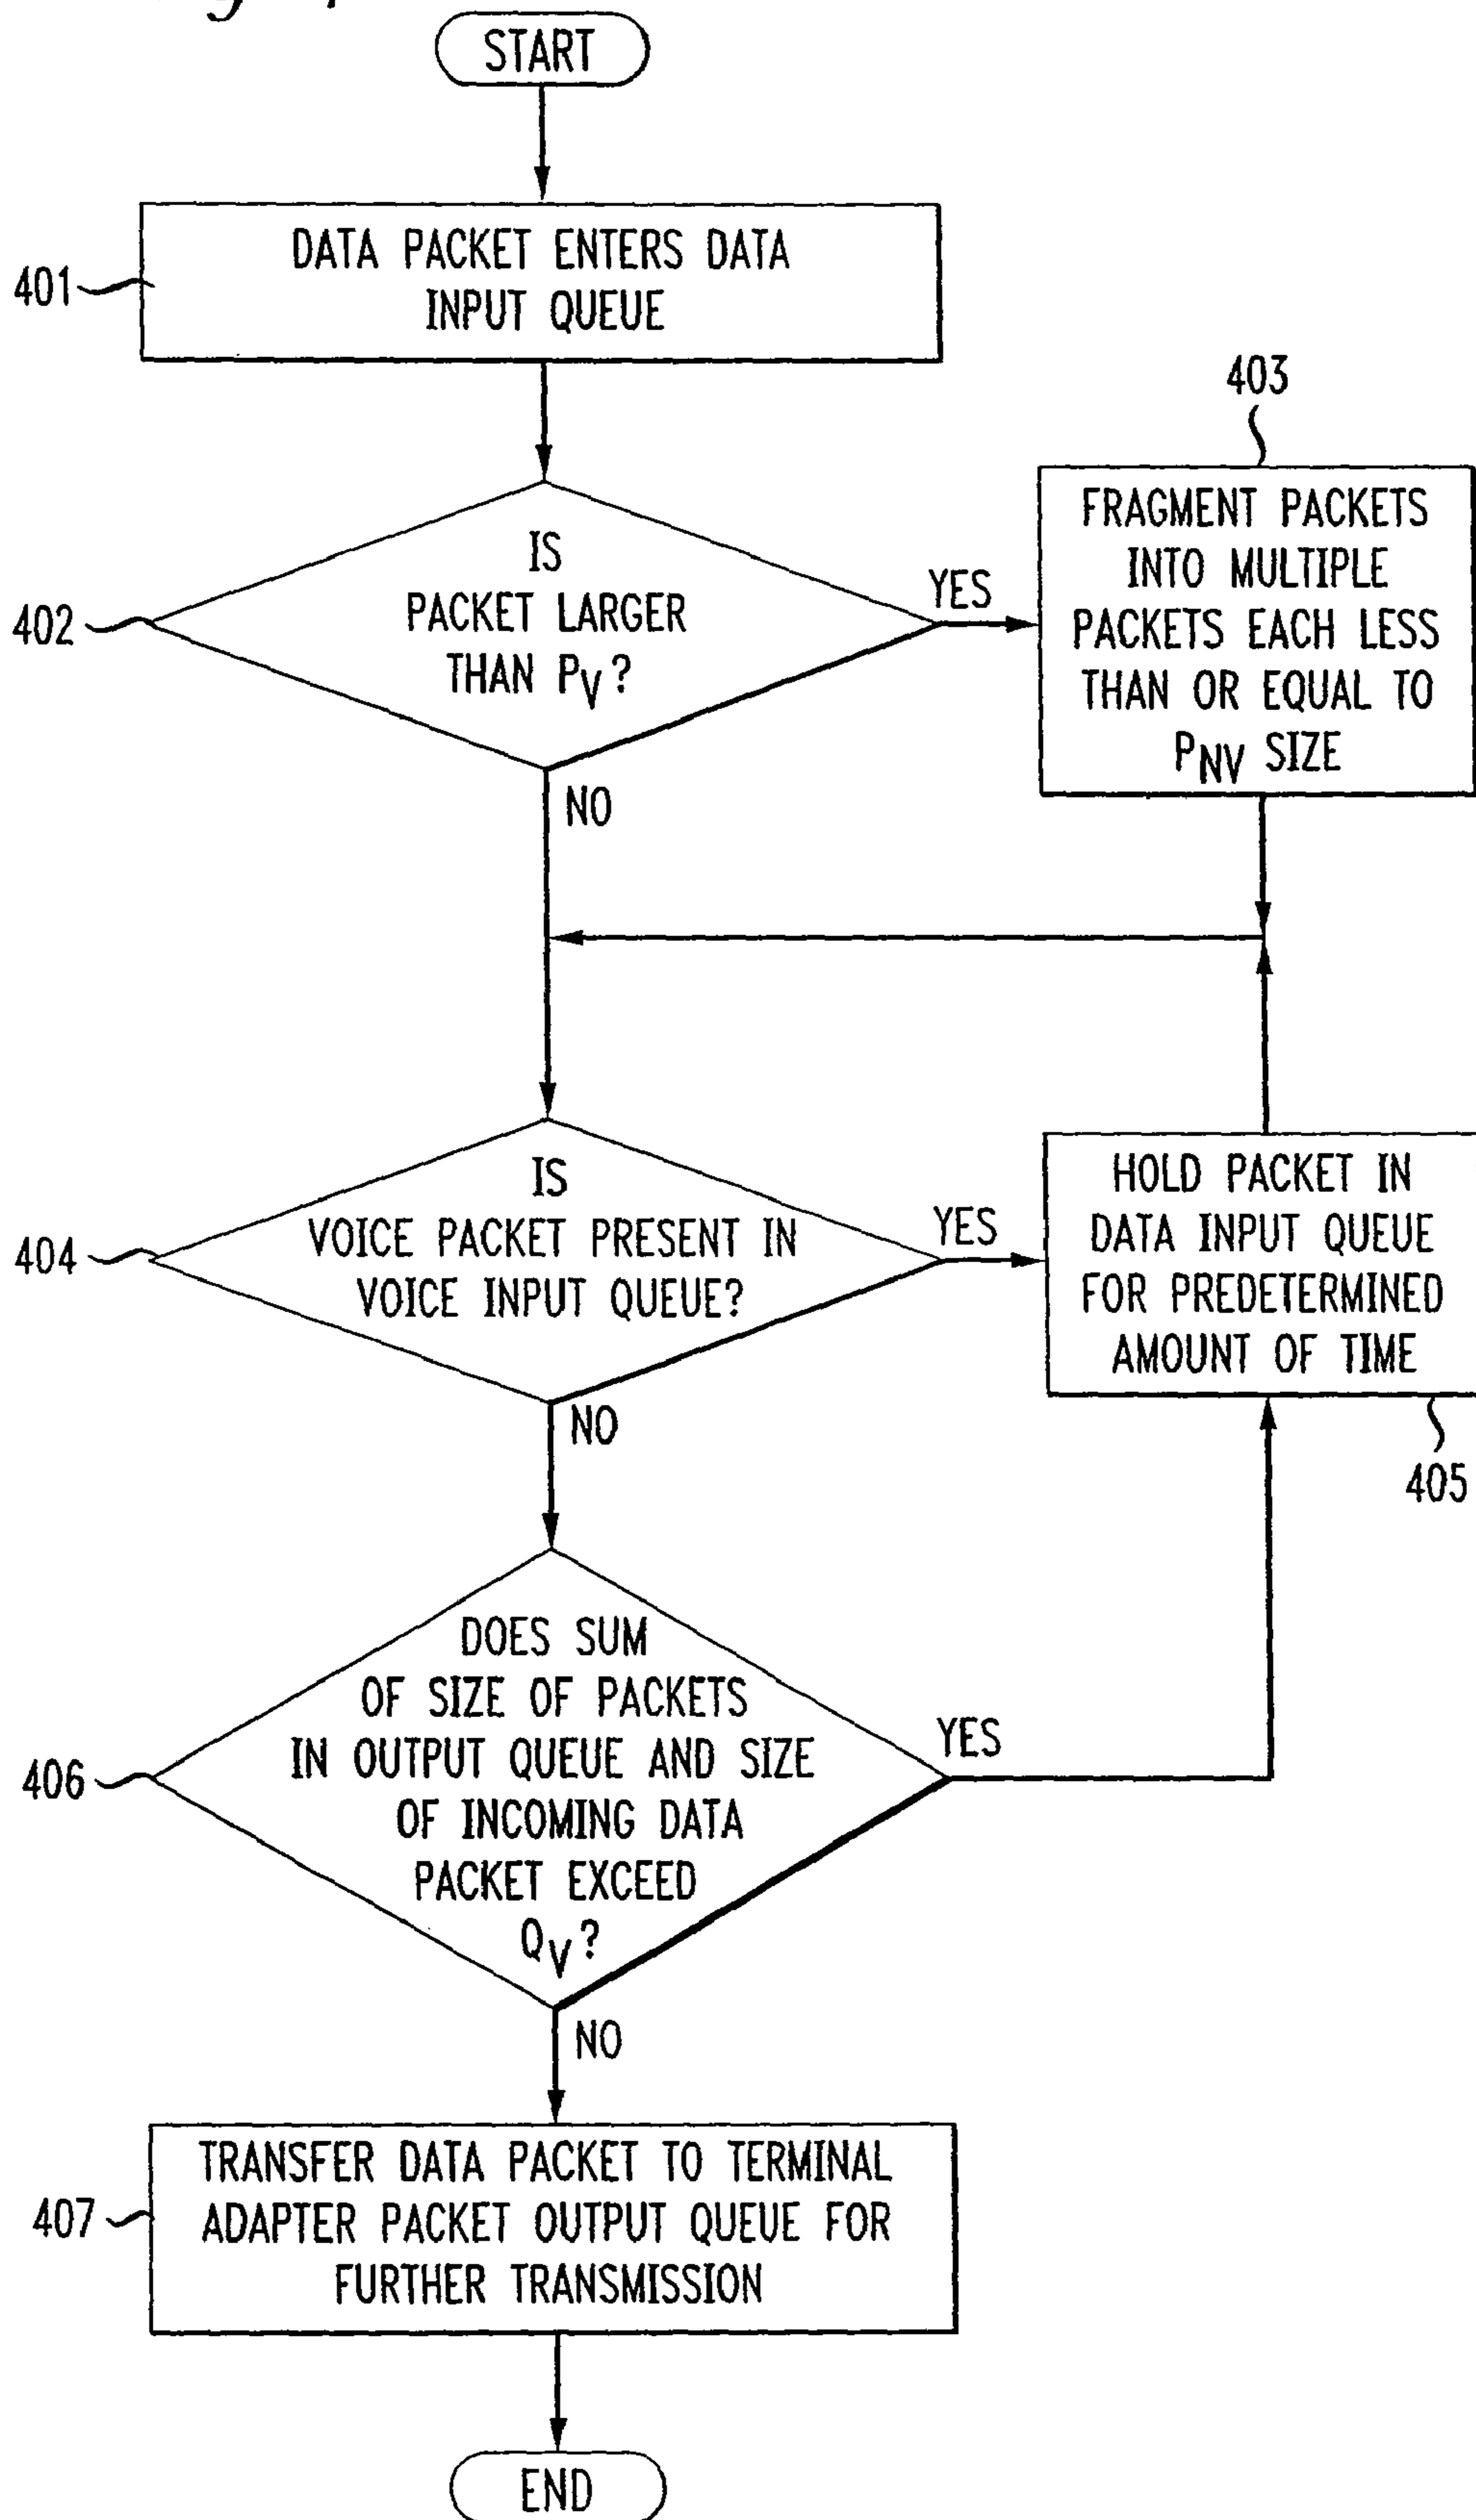 START
401
DATA PACKET ENTERS DATA
INPUT QUEUE
403
402
IS
PACKET LARGER
THAN PV?
YES
NO
FRAGMENT PACKETS
INTO MULTIPLE
PACKETS EACH LESS
THAN OR EQUAL TO
PNV SIZE
404
IS
VOICE PACKET PRESENT IN
VOICE INPUT QUEUE?
YES
NO
HOLD PACKET IN
DATA INPUT QUEUE
FOR PREDETERMINED
AMOUNT OF TIME
405
406
DOES SUM
OF SIZE OF PACKETS
IN OUTPUT QUEUE AND SIZE
OF INCOMING DATA
PACKET EXCEED
QV?
YES
NO
407
TRANSFER DATA PACKET TO TERMINAL
ADAPTER PACKET OUTPUT QUEUE FOR
FURTHER TRANSMISSION
END